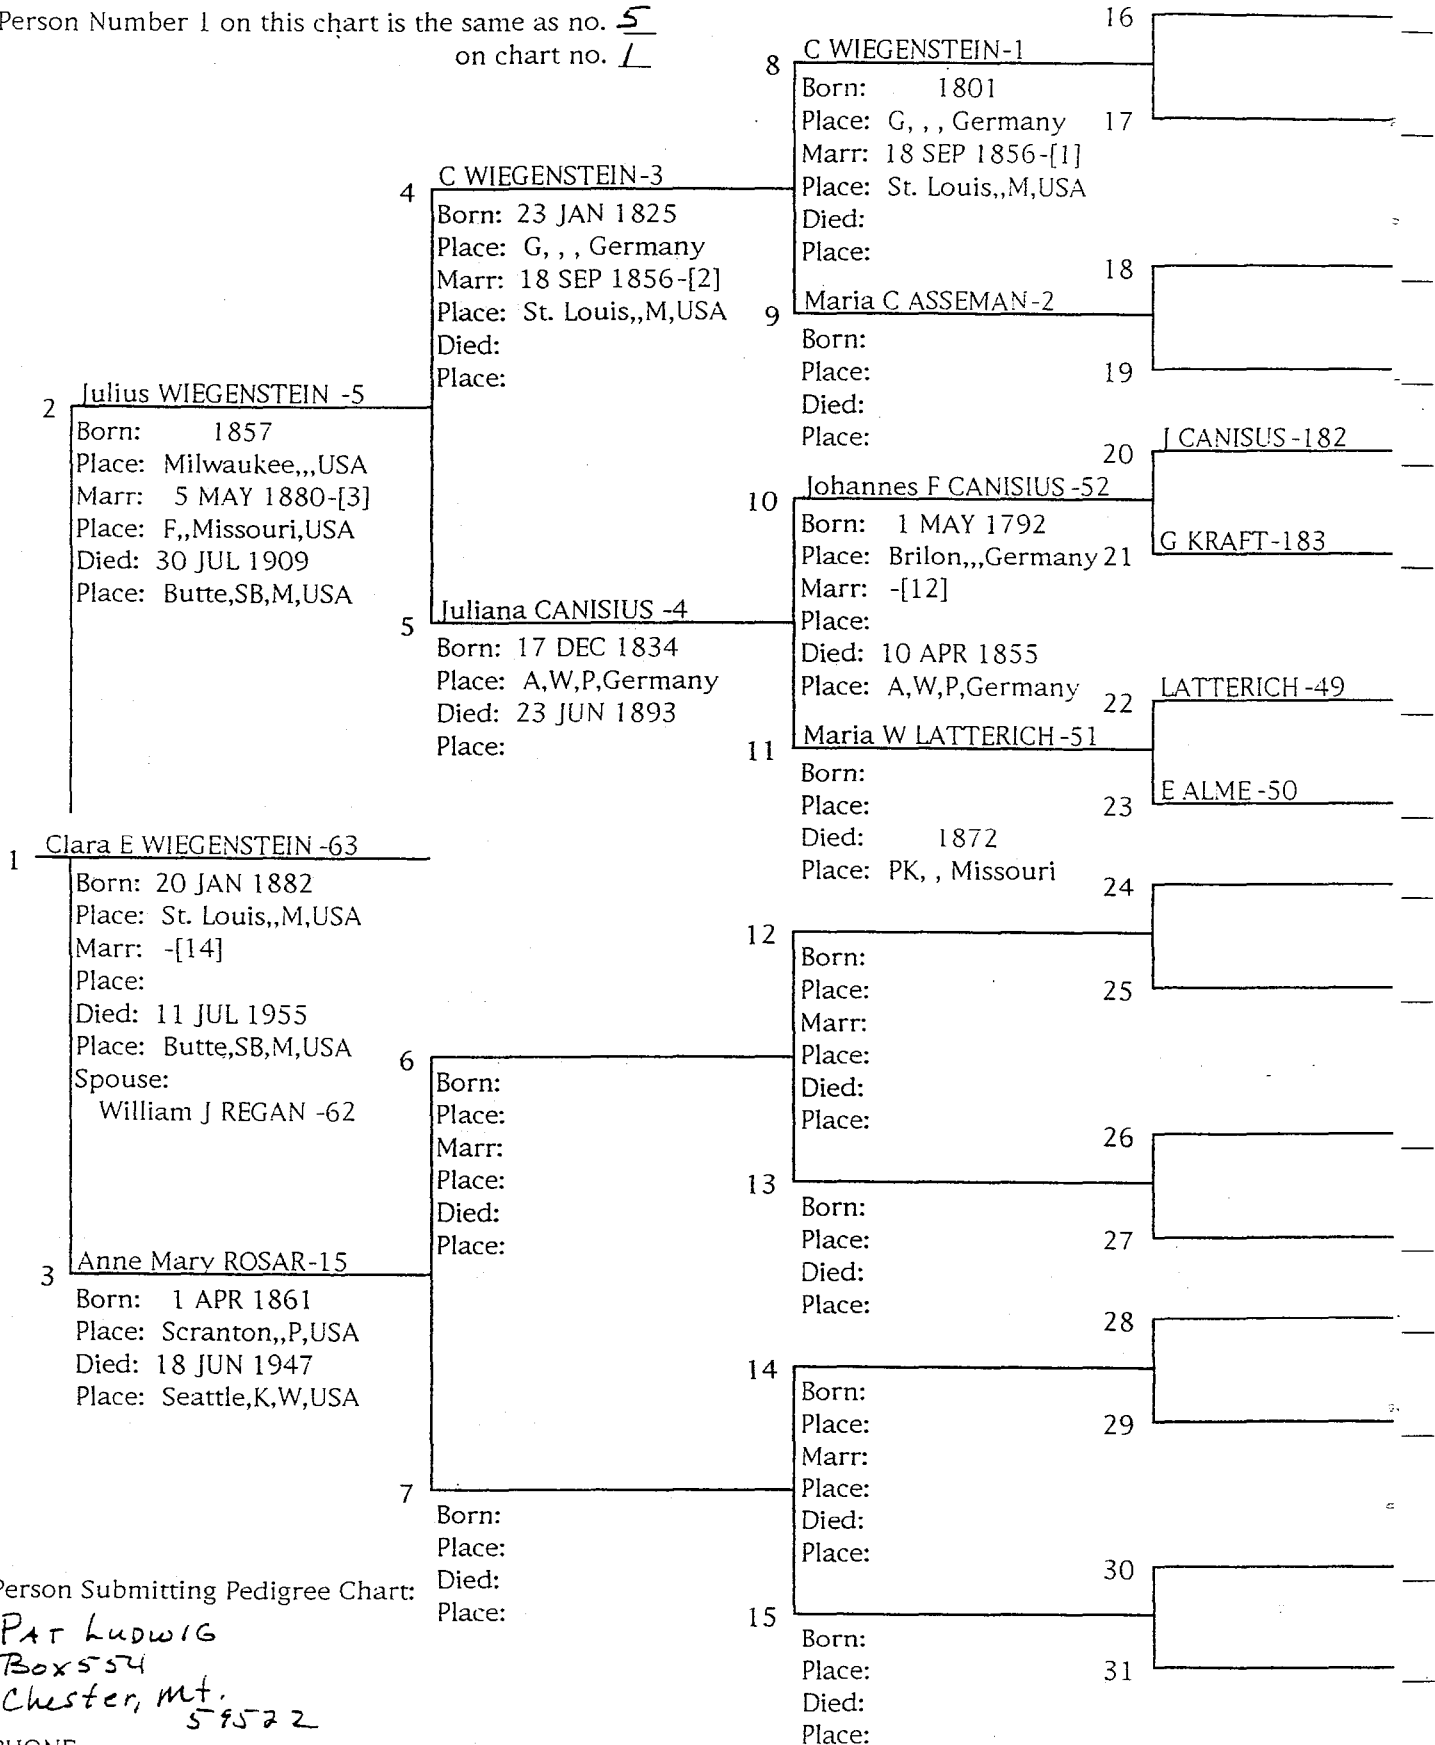 Person Number 1 on this chart is the same as no. 5
on chart no. 1
1 Clara E WIEGENSTEIN -63
Born: 20 JAN 1882
Place: St. Louis,,M,USA
Marr: -[14]
Place:
Died: 11 JUL 1955
Place: Butte,SB,M,USA
Spouse:
William J REGAN -62
2 Julius WIEGENSTEIN -5
Born: 1857
Place: Milwaukee,,,USA
Marr: 5 MAY 1880-[3]
Place: F,,Missouri,USA
Died: 30 JUL 1909
Place: Butte,SB,M,USA
3 Anne Mary ROSAR-15
Born: 1 APR 1861
Place: Scranton,,P,USA
Died: 18 JUN 1947
Place: Seattle,K,W,USA
4 C WIEGENSTEIN-3
Born: 23 JAN 1825
Place: G, , , Germany
Marr: 18 SEP 1856-[2]
Place: St. Louis,,M,USA
Died:
Place:
5 Juliana CANISIUS -4
Born: 17 DEC 1834
Place: A,W,P,Germany
Died: 23 JUN 1893
Place:
6
Born:
Place:
Marr:
Place:
Died:
Place:
7
Born:
Place:
Died:
Place:
8 C WIEGENSTEIN-1
Born: 1801
Place: G, , , Germany
Marr: 18 SEP 1856-[1]
Place: St. Louis,,M,USA
Died:
Place:
9 Maria C ASSEMAN-2
Born:
Place:
Died:
Place:
10 Johannes F CANISIUS -52
Born: 1 MAY 1792
Place: Brilon,,,Germany
Marr: -[12]
Place:
Died: 10 APR 1855
Place: A,W,P,Germany
11 Maria W LATTERICH -51
Born:
Place:
Died: 1872
Place: PK, , Missouri
12
Born:
Place:
Marr:
Place:
Died:
Place:
13
Born:
Place:
Died:
Place:
14
Born:
Place:
Marr:
Place:
Died:
Place:
15
Born:
Place:
Died:
Place:
16
17
18
19
20 J CANISUS -182
21 G KRAFT-183
22 LATTERICH -49
23 E ALME -50
24
25
26
27
28
29
30
31
Person Submitting Pedigree Chart:
PAT LUDWIG
Box 554
Chester, Mt.
59522
PHONE